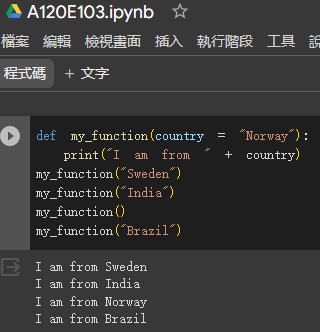 A120E103.ipynb
檔案 編輯 檢視畫面 插入 執行階段 工具
程式碼 + 文字
def my_function(country = "Norway"):
    print("I am from " + country)
my_function("Sweden")
my_function("India")
my_function()
my_function("Brazil")
I am from Sweden
I am from India
I am from Norway
I am from Brazil